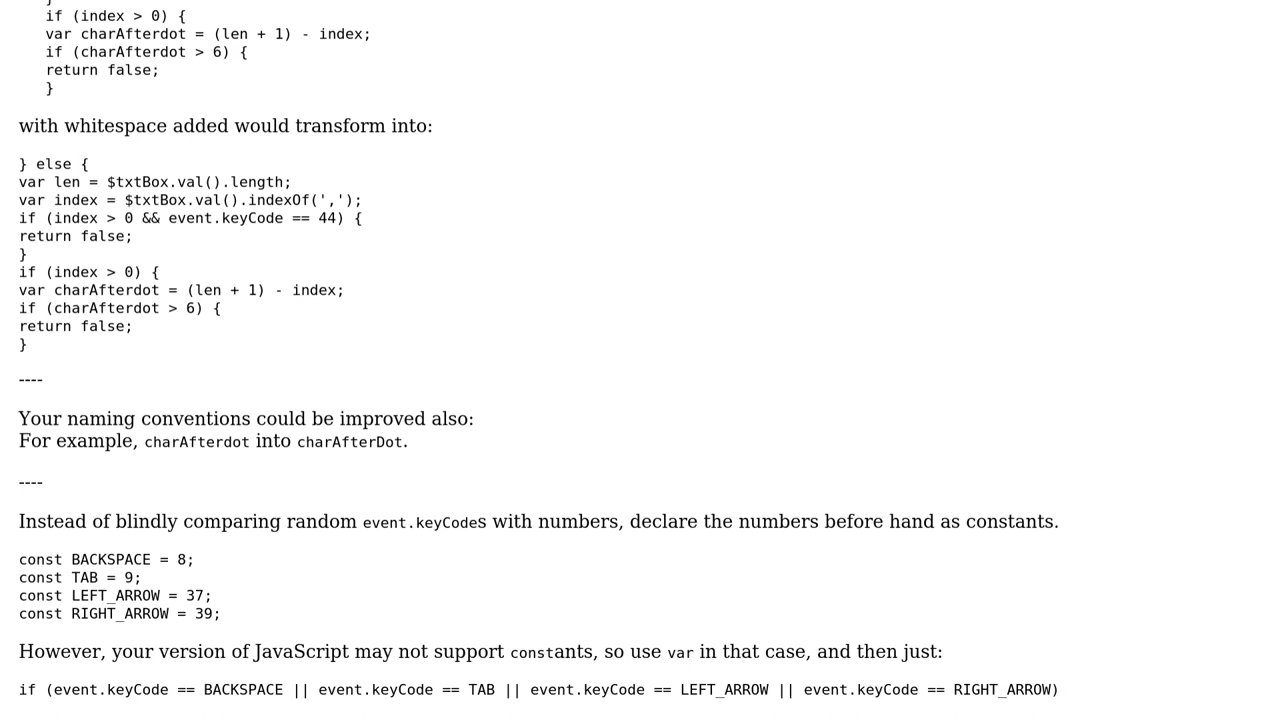 }
if (index > 0) {
var charAfterdot = (len + 1) - index;
if (charAfterdot > 6) {
return false;
}
with whitespace added would transform into:
} else {
var len = $txtBox.val().length;
var index = $txtBox.val().indexOf(',');
if (index > 0 && event.keyCode == 44) {
return false;
}
if (index > 0) {
var charAfterdot = (len + 1) - index;
if (charAfterdot > 6) {
return false;
}
----
Your naming conventions could be improved also:
For example, charAfterdot into charAfterDot.
----
Instead of blindly comparing random event.keyCodes with numbers, declare the numbers before hand as constants.
const BACKSPACE = 8;
const TAB = 9;
const LEFT_ARROW = 37;
const RIGHT_ARROW = 39;
However, your version of JavaScript may not support constants, so use var in that case, and then just:
if (event.keyCode == BACKSPACE || event.keyCode == TAB || event.keyCode == LEFT_ARROW || event.keyCode == RIGHT_ARROW)